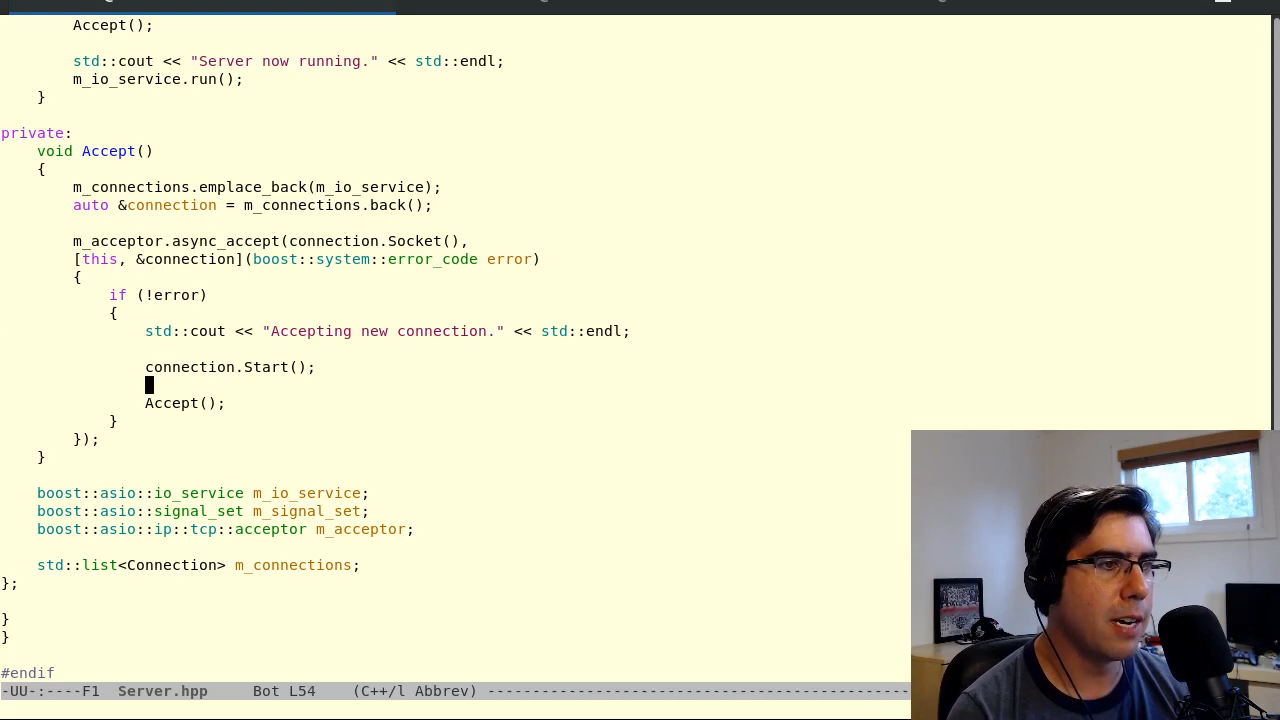 Accept();
std::cout << "Server now running." << std::endl;
m_io_service.run();
}
private:
void Accept()
{
m_connections.emplace_back(m_io_service);
auto &connection = m_connections.back();
m_acceptor.async_accept(connection.Socket(),
[this, &connection](boost::system::error_code error)
{
if (!error)
{
std::cout << "Accepting new connection." << std::endl;
connection.Start();
Accept();
}
});
}
boost::asio::io_service m_io_service;
boost::asio::signal_set m_signal_set;
boost::asio::ip::tcp::acceptor m_acceptor;
std::list<Connection> m_connections;
};
}
}
#endif
-UU-:----F1  Server.hpp     Bot L54    (C++/l Abbrev) -----------------------------------------------